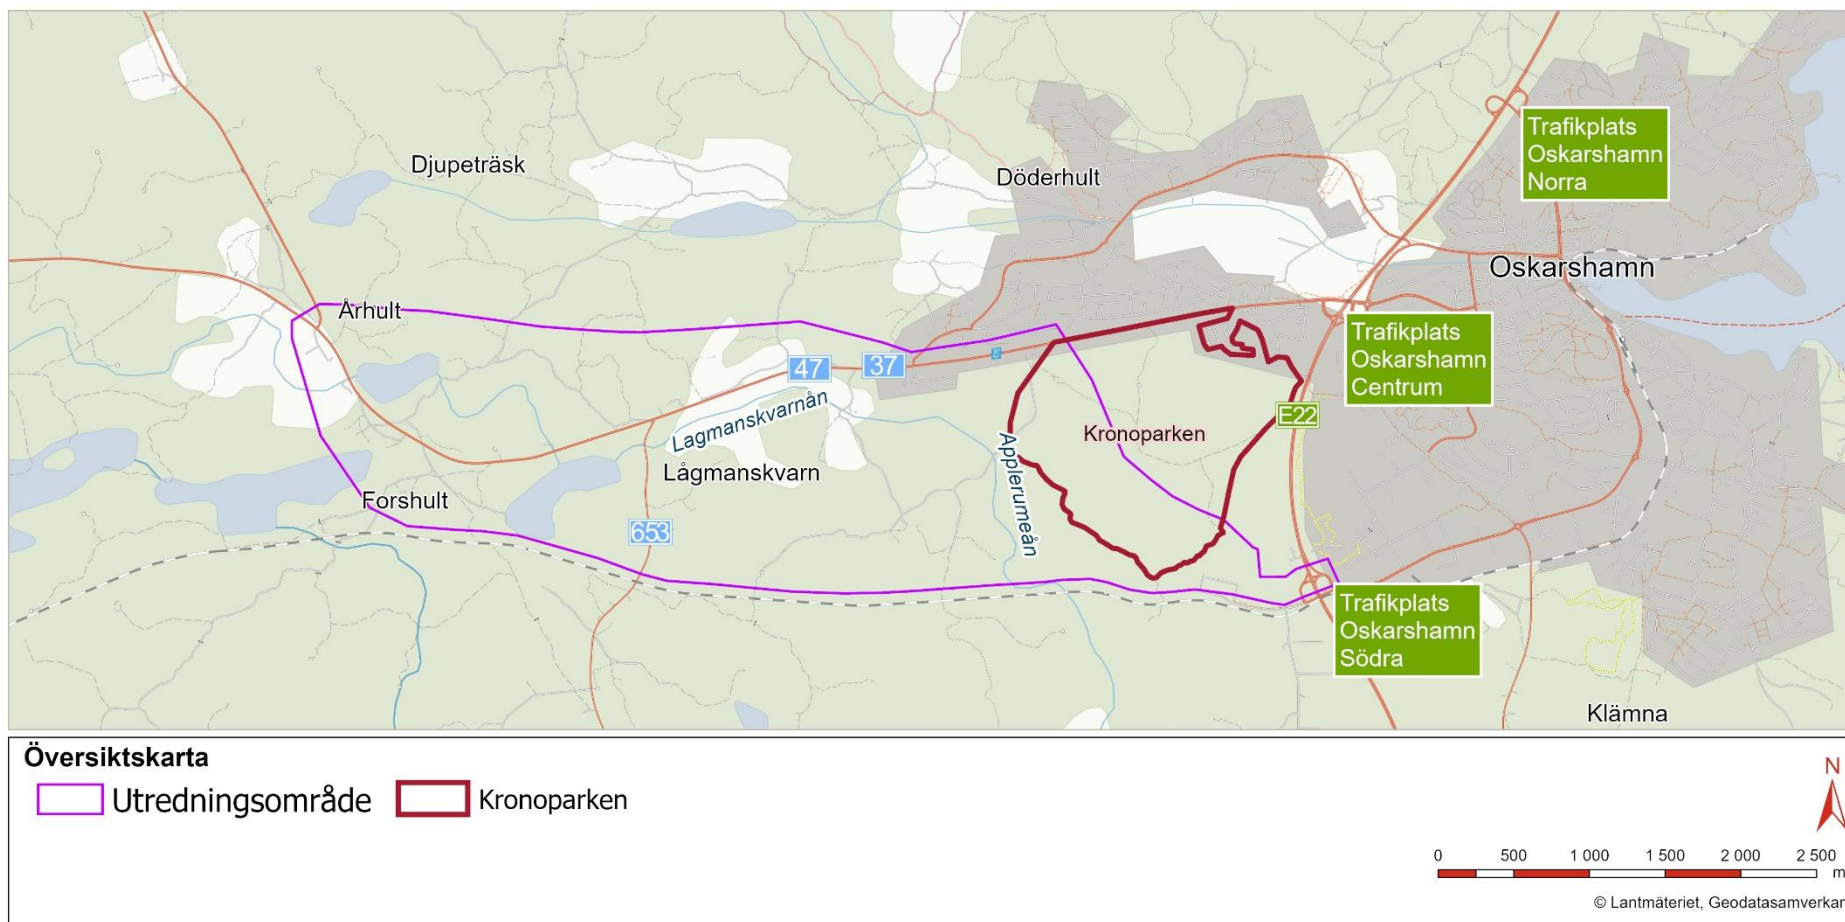 Trafikplats
Oskarshamn
Norra
Djupeträsk
Döderhult
Oskarshamn
Århult
Trafikplats
Oskarshamn
Centrum
47
37
E22
Lagmanskvarnån
Kronoparken
Applerumeån
Lågmanskvarn
Forshult
653
Trafikplats
Oskarshamn
Södra
Klämna
Översiktskarta
Utredningsområde
Kronoparken
N
0 500 1 000 1 500 2 000 2 500
m
© Lantmäteriet, Geodatasamverkan